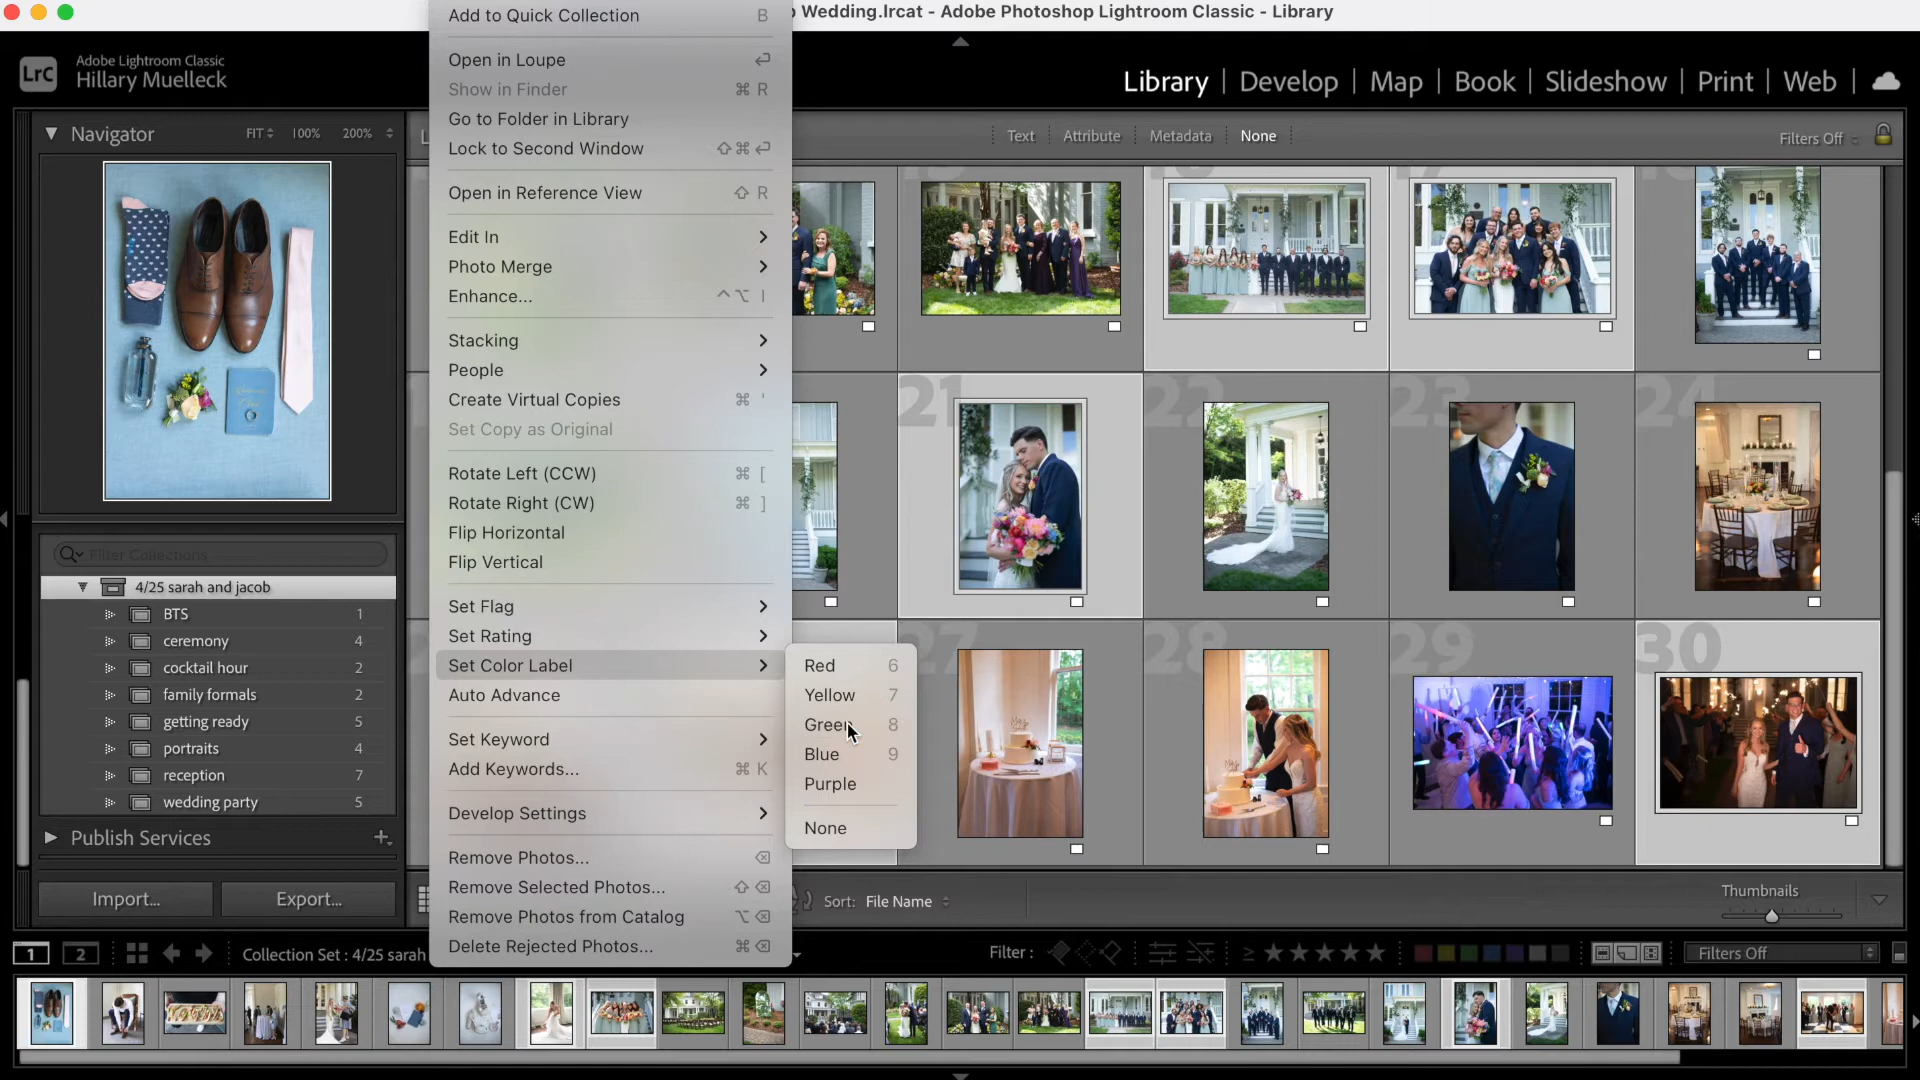 Wedding.lrcat - Adobe Photoshop Lightroom Classic - Library
LrC
Adobe Lightroom Classic
Hillary Muelleck
Library | Develop | Map | Book | Slideshow | Print | Web
Navigator
FIT 100% 200%
Text Attribute Metadata None
Filters Off
Filter Collections
4/25 sarah and jacob
BTS 1
ceremony 4
cocktail hour 2
family formals 2
getting ready 5
portraits 4
reception 7
wedding party 5
Publish Services
Import...
Export...
Add to Quick Collection B
Open in Loupe ↩
Show in Finder ⌘ R
Go to Folder in Library
Lock to Second Window ⇧⌘↩
Open in Reference View ⇧ R
Edit In
Photo Merge
Enhance... ^⌥ I
Stacking
People
Create Virtual Copies ⌘ '
Set Copy as Original
Rotate Left (CCW) ⌘ [
Rotate Right (CW) ⌘ ]
Flip Horizontal
Flip Vertical
Set Flag
Set Rating
Set Color Label
Auto Advance
Set Keyword
Add Keywords... ⌘ K
Develop Settings
Remove Photos... ⌫
Remove Selected Photos... ⇧⌫
Remove Photos from Catalog ⌥⌫
Delete Rejected Photos... ⌘⌫
Red 6
Yellow 7
Green 8
Blue 9
Purple
None
21
22
23
24
27
28
29
30
Sort: File Name
Thumbnails
1
2
Collection Set : 4/25 sarah
Filter :
≥ ★★★★★
Filters Off